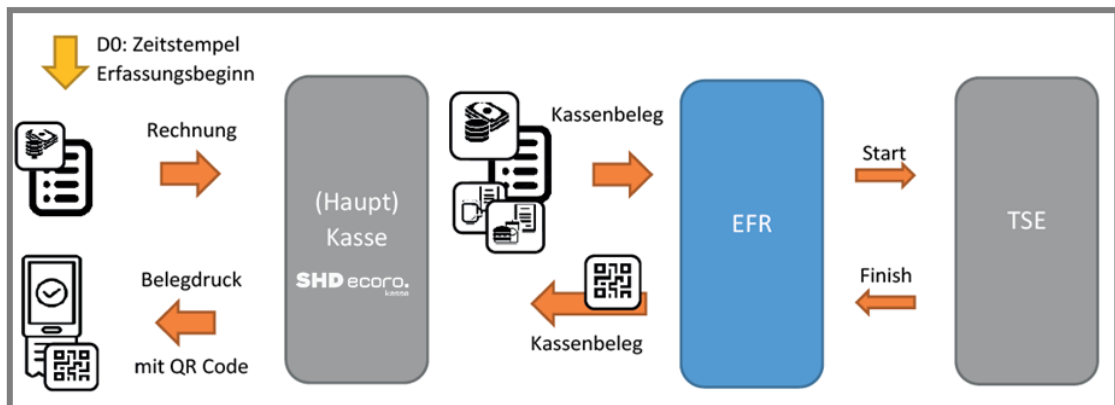 D0: Zeitstempel
Erfassungsbeginn
Rechnung
(Haupt)
Kasse
SHD ecoro.
kasse
Kassenbeleg
EFR
Start
TSE
Finish
Belegdruck
mit QR Code
Kassenbeleg